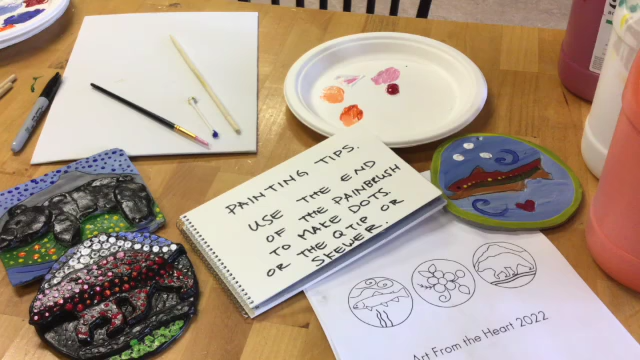 PAINTING TIPS.
USE THE END
OF THE PAINBRUSH
TO MAKE DOTS.
OR THE QTIP OR
SKEWER.
Art From the Heart 2022